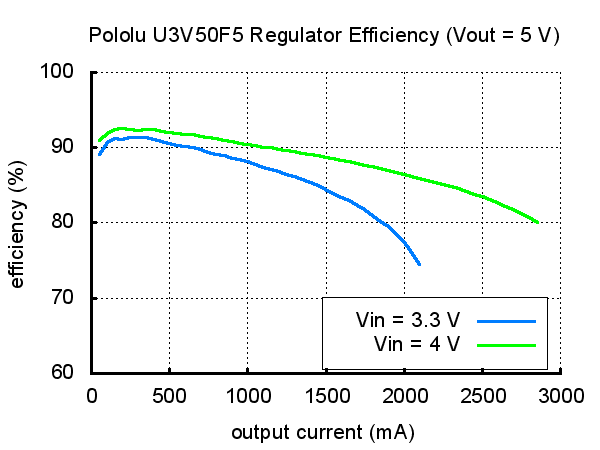 Pololu U3V50F5 Regulator Efficiency (Vout = 5 V)
100
90
80
70
60
efficiency (%)
Vin = 3.3 V
Vin = 4 V
0 500 1000 1500 2000 2500 3000
output current (mA)